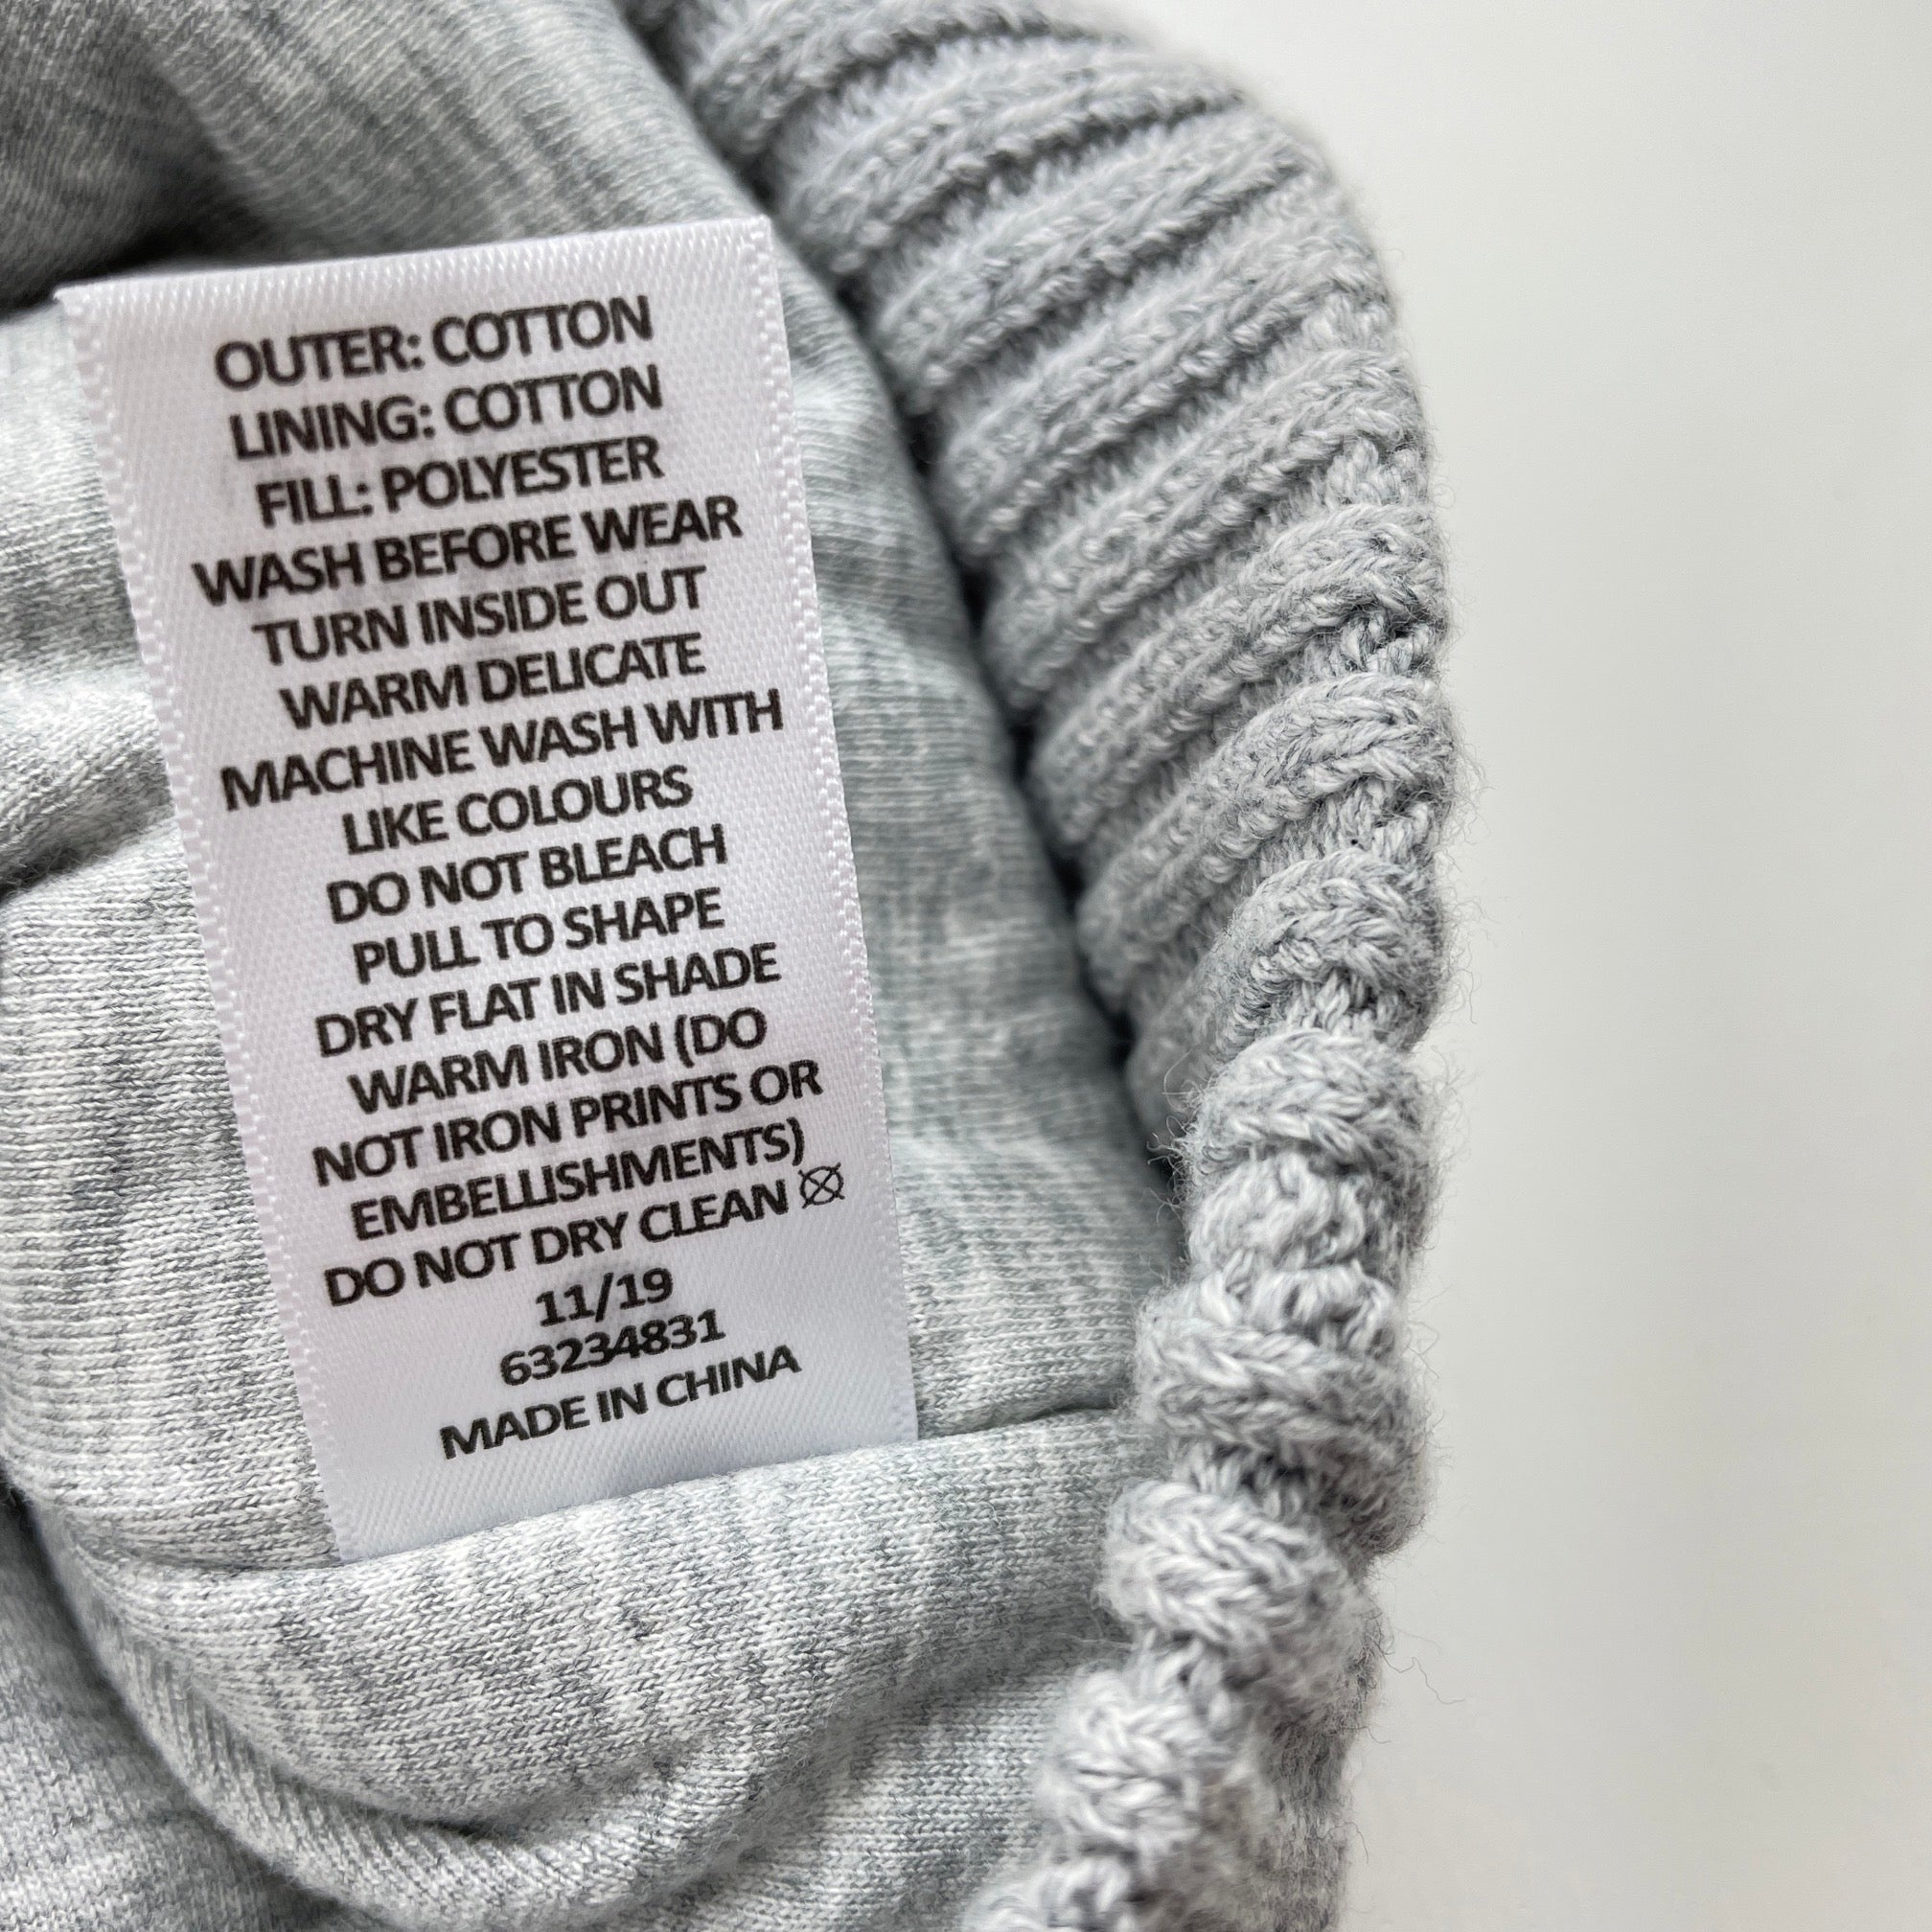 OUTER: COTTON
LINING: COTTON
FILL: POLYESTER
WASH BEFORE WEAR
TURN INSIDE OUT
WARM DELICATE
MACHINE WASH WITH
LIKE COLOURS
DO NOT BLEACH
PULL TO SHAPE
DRY FLAT IN SHADE
WARM IRON (DO
NOT IRON PRINTS OR
EMBELLISHMENTS)
DO NOT DRY CLEAN
11/19
63234831
MADE IN CHINA